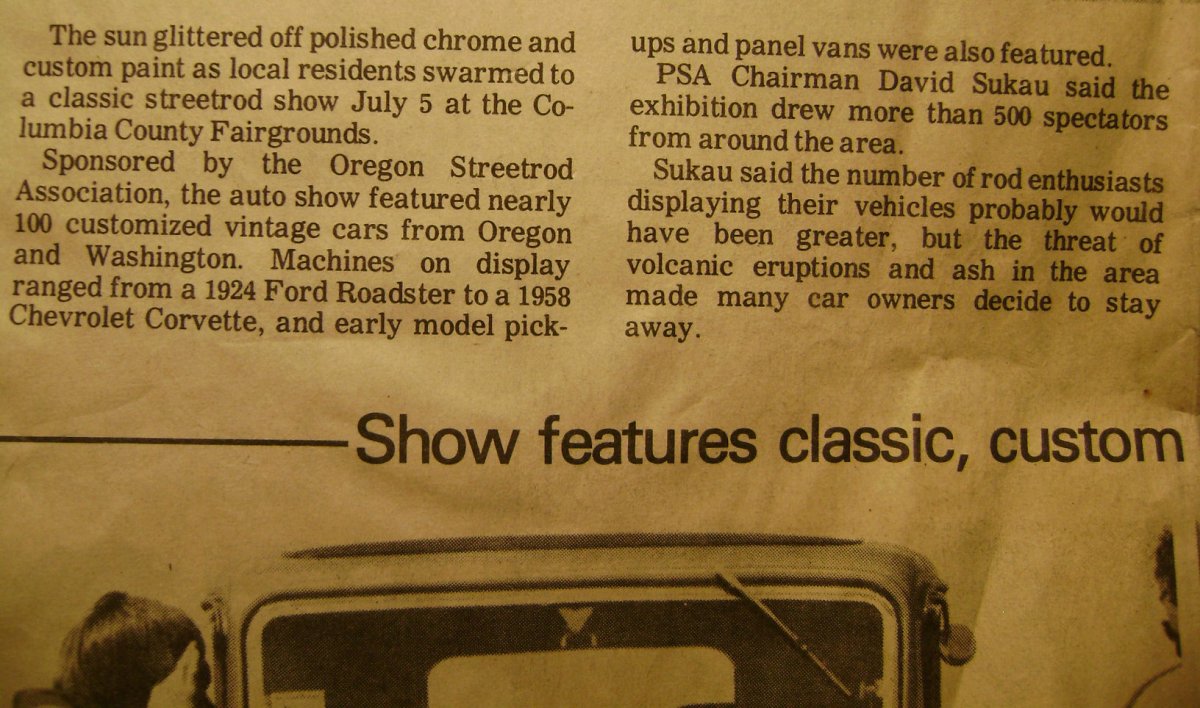 The sun glittered off polished chrome and
custom paint as local residents swarmed to
a classic streetrod show July 5 at the Co-
lumbia County Fairgrounds.
Sponsored by the Oregon Streetrod
Association, the auto show featured nearly
100 customized vintage cars from Oregon
and Washington. Machines on display
ranged from a 1924 Ford Roadster to a 1958
Chevrolet Corvette, and early model pick-
ups and panel vans were also featured.
PSA Chairman David Sukau said the
exhibition drew more than 500 spectators
from around the area.
Sukau said the number of rod enthusiasts
displaying their vehicles probably would
have been greater, but the threat of
volcanic eruptions and ash in the area
made many car owners decide to stay
away.
Show features classic, custom